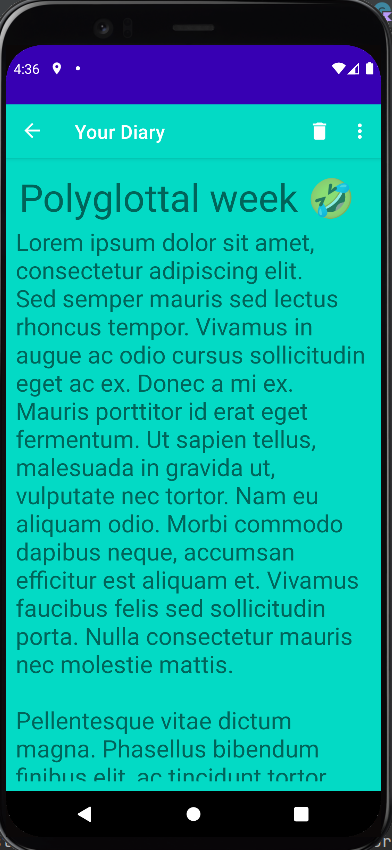 4:36
Your Diary
Polyglottal week 🤣
Lorem ipsum dolor sit amet,
consectetur adipiscing elit.
Sed semper mauris sed lectus
rhoncus tempor. Vivamus in
augue ac odio cursus sollicitudin
eget ac ex. Donec a mi ex.
Mauris porttitor id erat eget
fermentum. Ut sapien tellus,
malesuada in gravida ut,
vulputate nec tortor. Nam eu
aliquam odio. Morbi commodo
dapibus neque, accumsan
efficitur est aliquam et. Vivamus
faucibus felis sed sollicitudin
porta. Nulla consectetur mauris
nec molestie mattis.
Pellentesque vitae dictum
magna. Phasellus bibendum
finibus elit, ac tincidunt tortor